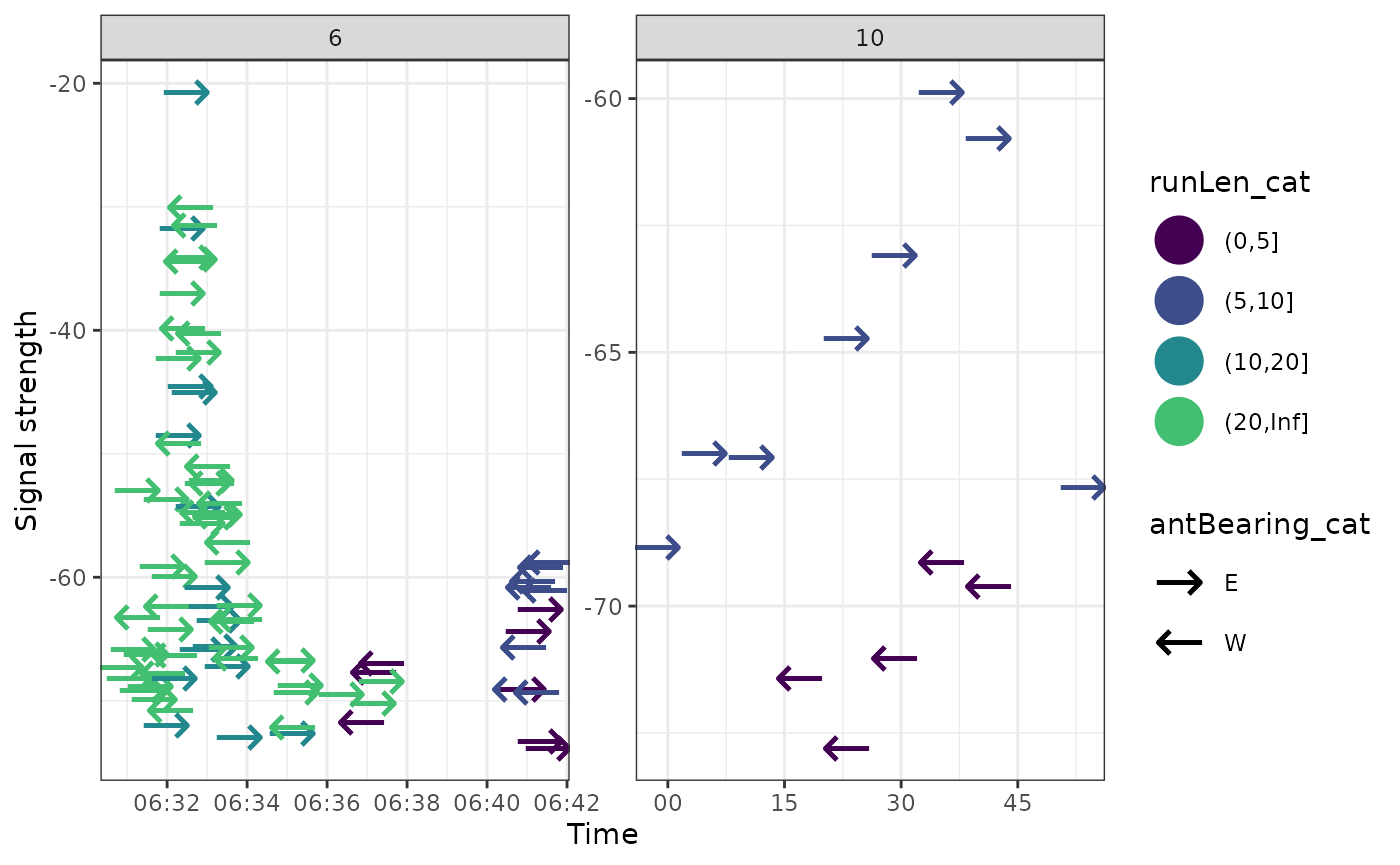 6
10
-20
-40
-60
-60
-65
-70
Signal strength
06:32 06:34 06:36 06:38 06:40 06:42
00 15 30 45
Time
runLen_cat
(0,5]
(5,10]
(10,20]
(20,Inf]
antBearing_cat
E
W